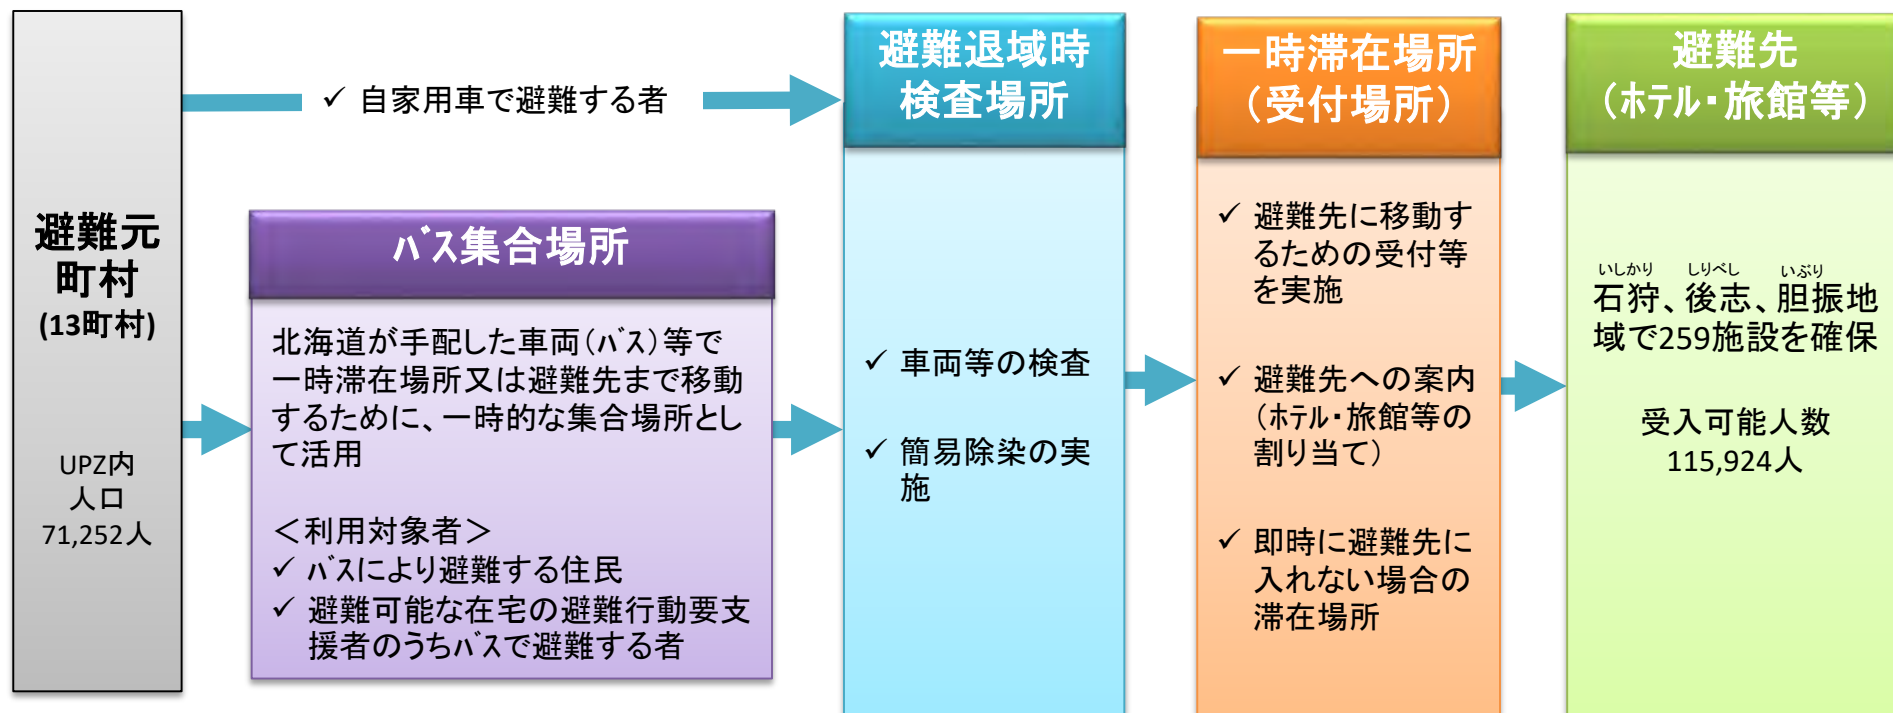 避難元
町村
(13町村)
UPZ内
人口
71,252人
✓ 自家用車で避難する者
バス集合場所
北海道が手配した車両(バス)等で
一時滞在場所又は避難先まで移動
するために、一時的な集合場所とし
て活用
＜利用対象者＞
✓ バスにより避難する住民
✓ 避難可能な在宅の避難行動要支
援者のうちバスで避難する者
避難退域時
検査場所
✓ 車両等の検査
✓ 簡易除染の実
施
一時滞在場所
(受付場所)
✓ 避難先に移動す
るための受付等
を実施
✓ 避難先への案内
(ホテル・旅館等の
割り当て)
✓ 即時に避難先に
入れない場合の
滞在場所
避難先
(ホテル・旅館等)
いしかり しりべし いぶり
石狩、後志、胆振地
域で259施設を確保
受入可能人数
115,924人